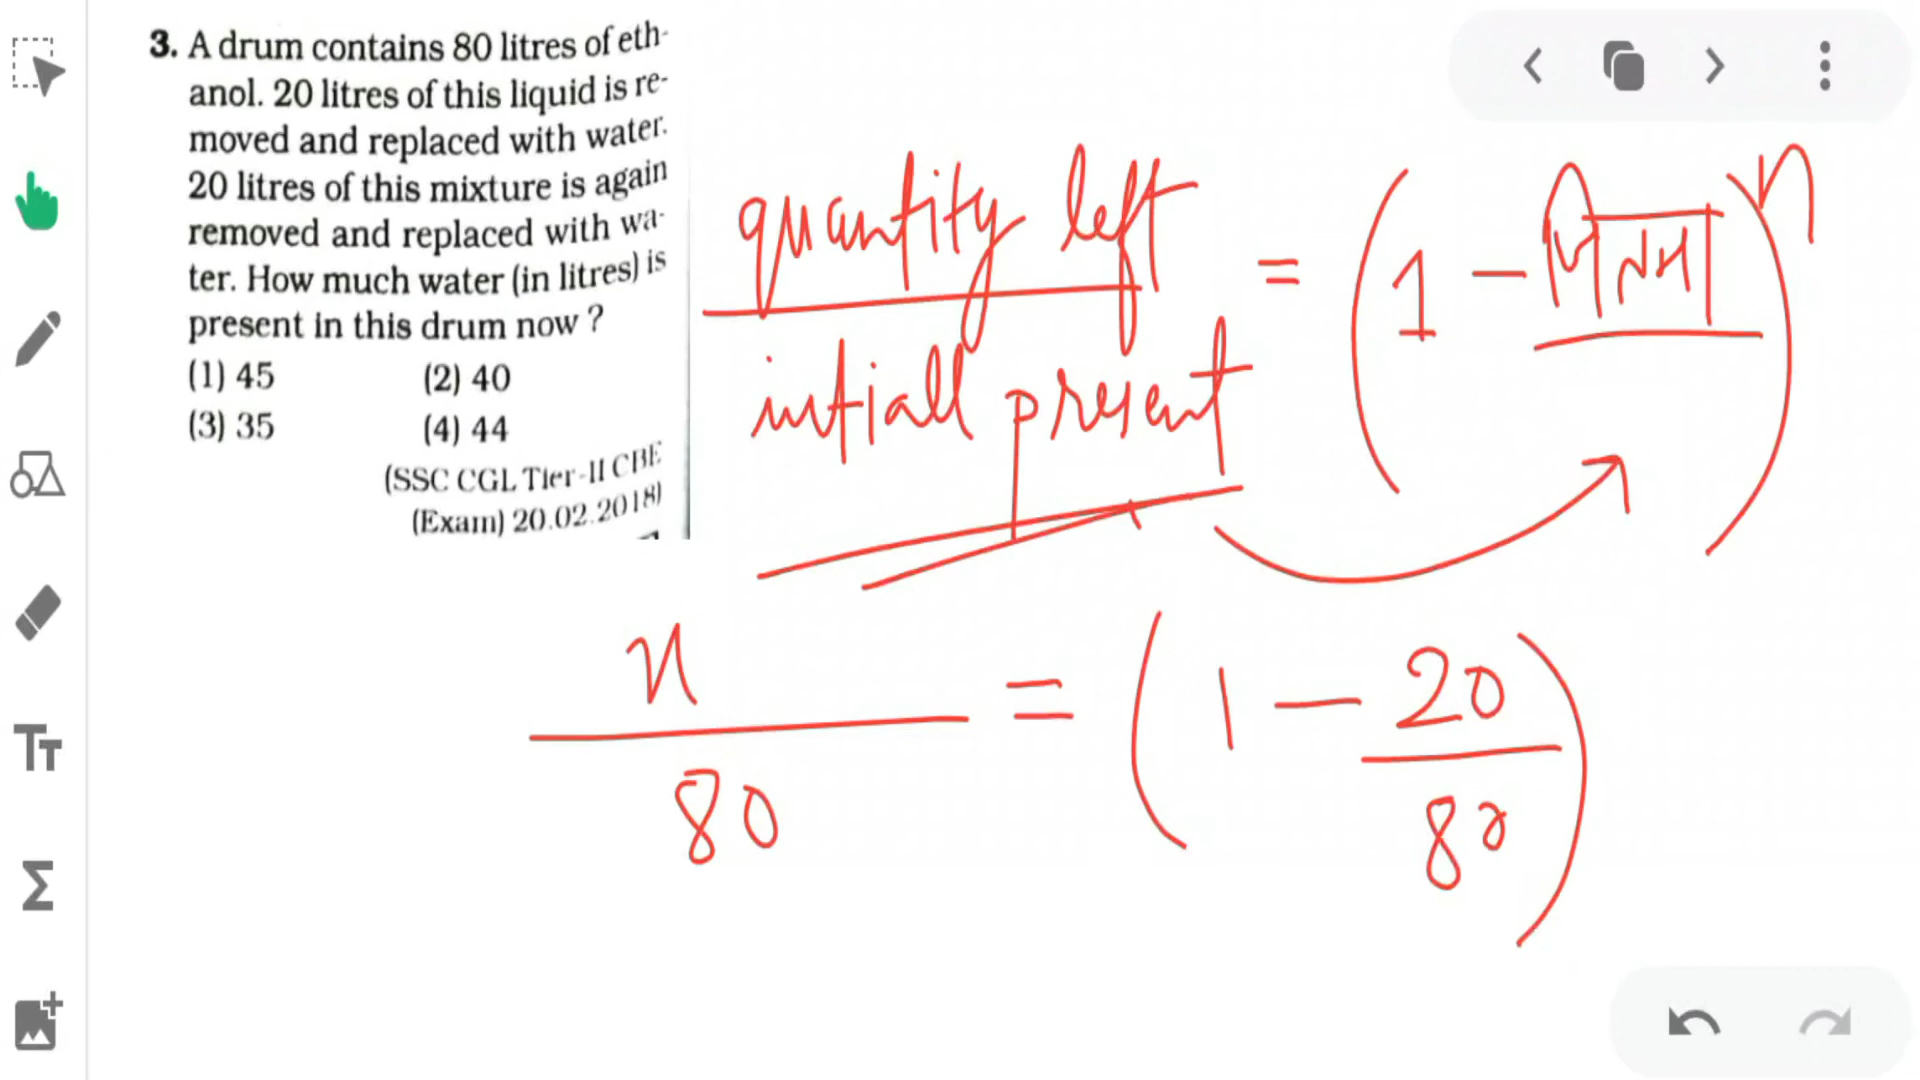 3. A drum contains 80 litres of eth-
anol. 20 litres of this liquid is re-
moved and replaced with water.
20 litres of this mixture is again
removed and replaced with wa-
ter. How much water (in litres) is
present in this drum now ?
(1) 45 (2) 40
(3) 35 (4) 44
(SSC CGL Tier-II CBE
(Exam) 20.02.2018)
quantity left
intiall present
= (1 -
)n
x
80
= (1 - 20
80)
TT
Σ